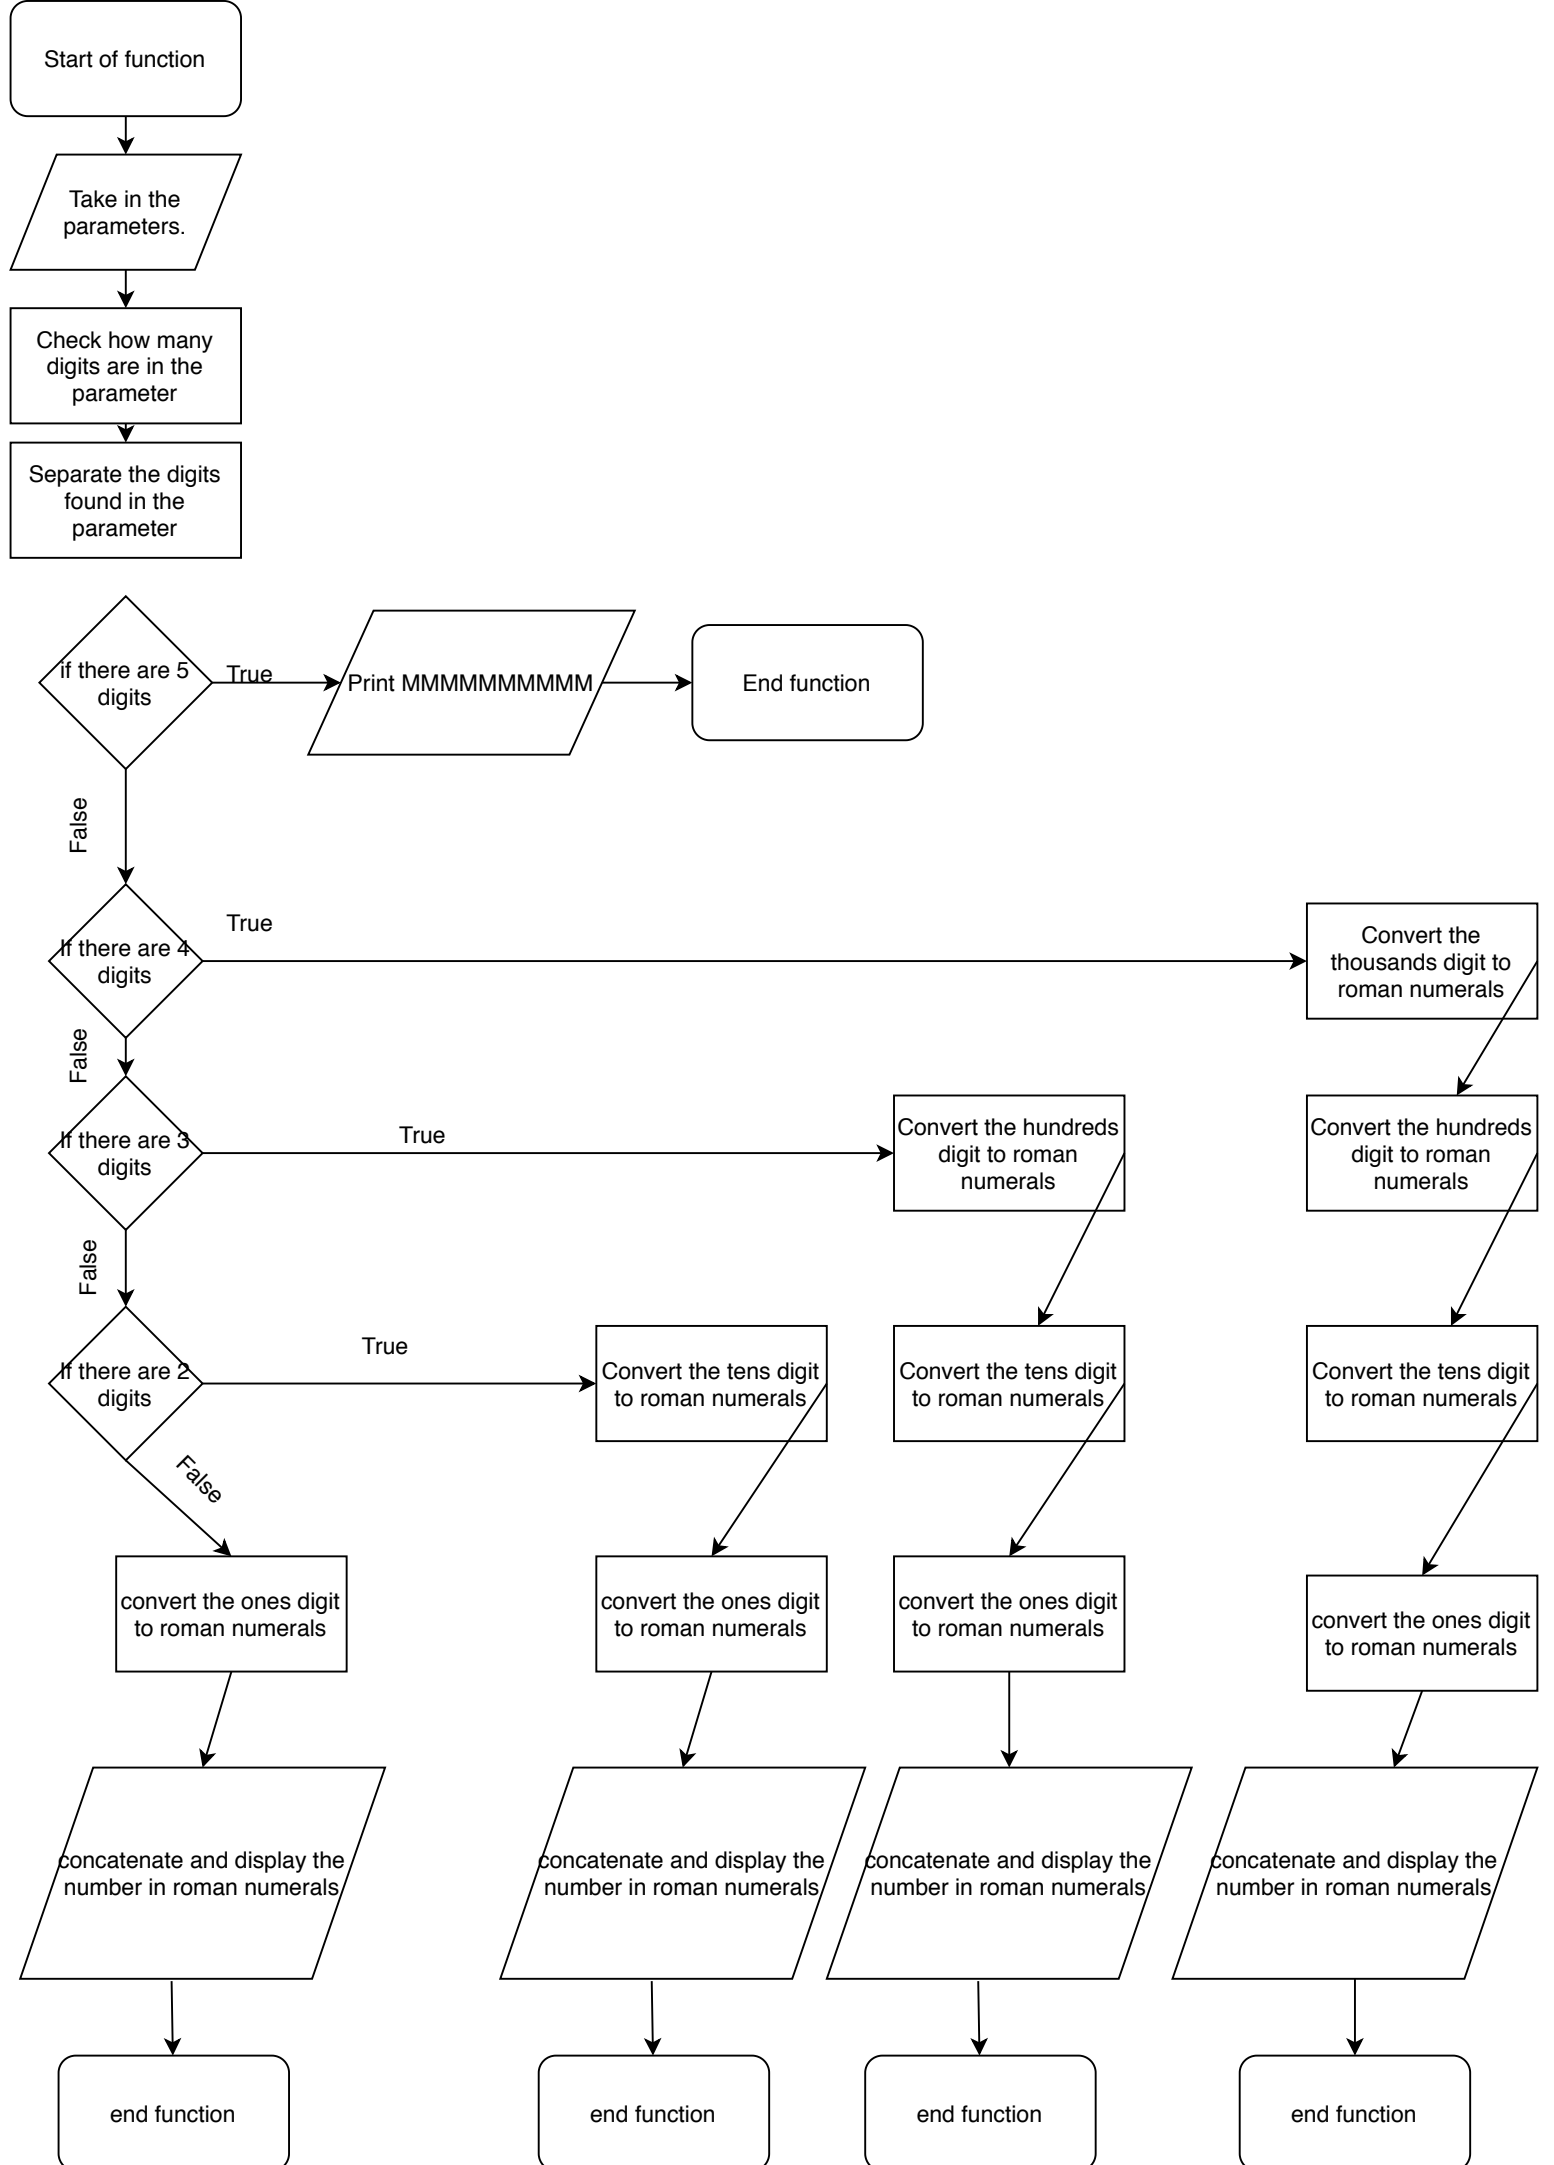 Start of function
Take in the
parameters.
Check how many
digits are in the
parameter
Separate the digits
found in the
parameter
if there are 5
digits
True
Print MMMMMMMMMM
End function
False
If there are 4
digits
True
Convert the
thousands digit to
roman numerals
False
If there are 3
digits
True
Convert the hundreds
digit to roman
numerals
Convert the hundreds
digit to roman
numerals
False
If there are 2
digits
True
Convert the tens digit
to roman numerals
Convert the tens digit
to roman numerals
Convert the tens digit
to roman numerals
False
convert the ones digit
to roman numerals
convert the ones digit
to roman numerals
convert the ones digit
to roman numerals
convert the ones digit
to roman numerals
concatenate and display the
number in roman numerals
concatenate and display the
number in roman numerals
concatenate and display the
number in roman numerals
concatenate and display the
number in roman numerals
end function
end function
end function
end function